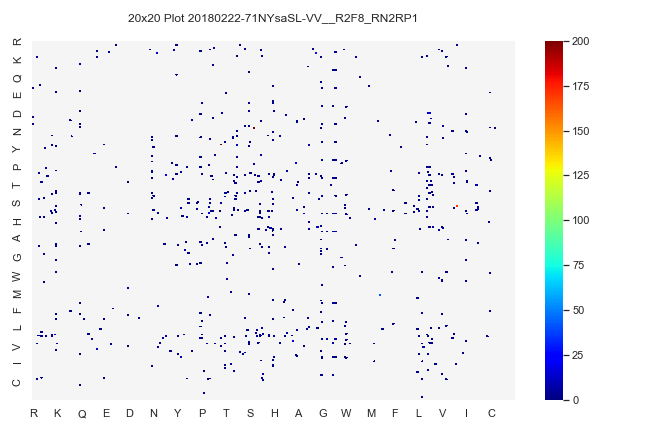 20x20 Plot 20180222-71NYsaSL-VV__R2F8_RN2RP1
R
K
Q
E
D
N
Y
P
T
S
H
A
G
W
M
F
L
V
I
C
200
175
150
125
100
75
50
25
0
R K Q E D N Y P T S H A G W M F L V I C